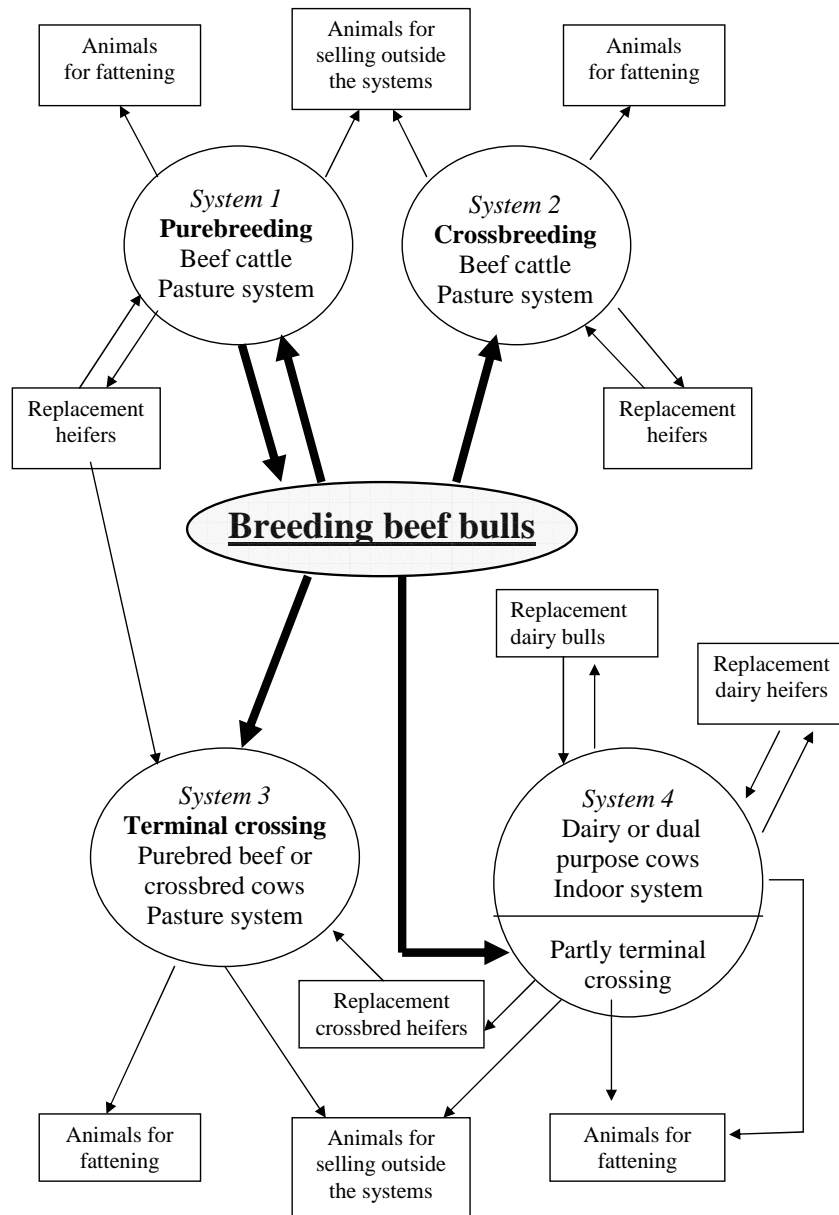 Animals
for fattening
Animals for
selling outside
the systems
Animals
for fattening
System 1
Purebreeding
Beef cattle
Pasture system
System 2
Crossbreeding
Beef cattle
Pasture system
Replacement
heifers
Replacement
heifers
Breeding beef bulls
Replacement
dairy bulls
Replacement
dairy heifers
System 3
Terminal crossing
Purebred beef or
crossbred cows
Pasture system
System 4
Dairy or dual
purpose cows
Indoor system
Partly terminal
crossing
Replacement
crossbred heifers
Animals for
fattening
Animals for
selling outside
the systems
Animals for
fattening